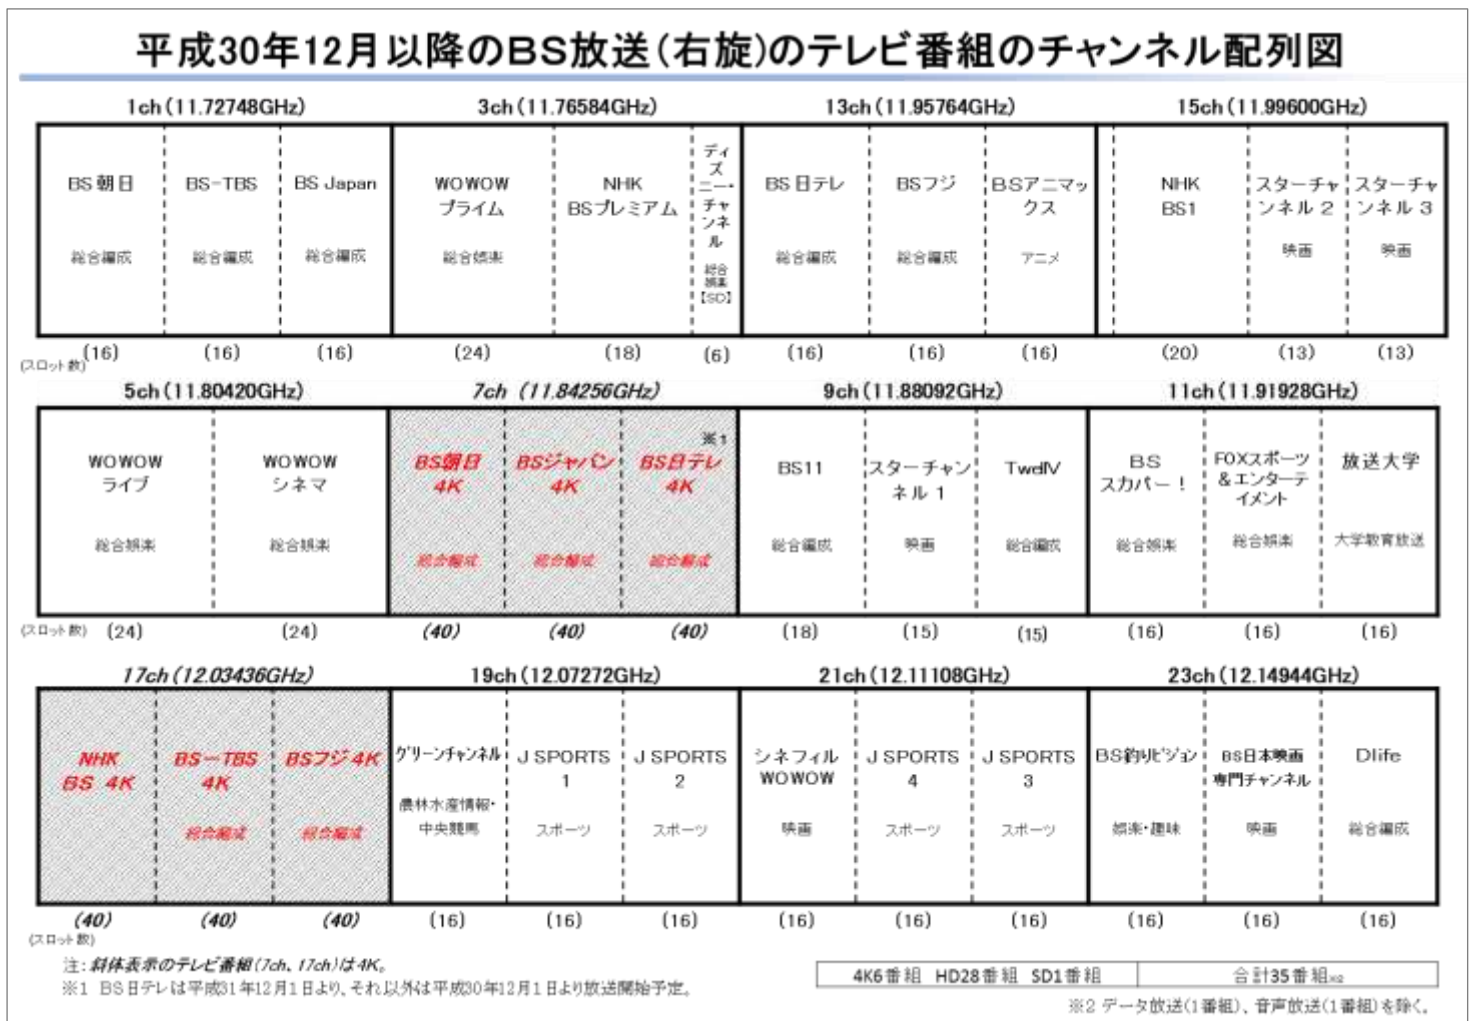 平成30年12月以降のBS放送(右旋)のテレビ番組のチャンネル配列図
1ch(11.72748GHz)
3ch(11.76584GHz)
13ch(11.95764GHz)
15ch(11.99600GHz)
BS朝日
総合編成
BS-TBS
総合編成
BS Japan
総合編成
WOWOW
プライム
総合娯楽
NHK
BSプレミアム
ディ
ズ
ニー・
チャ
ンネ
ル
総合
娯楽
【SD】
BS日テレ
総合編成
BSフジ
総合編成
BSアニマッ
クス
アニメ
NHK
BS1
スターチャ
ンネル 2
映画
スターチャ
ンネル 3
映画
(スロット数)
(16)
(16)
(16)
(24)
(18)
(6)
(16)
(16)
(16)
(20)
(13)
(13)
5ch(11.80420GHz)
7ch (11.84256GHz)
9ch(11.88092GHz)
11ch(11.91928GHz)
WOWOW
ライブ
総合娯楽
WOWOW
シネマ
総合娯楽
BS朝日
4K
総合編成
BSジャパン
4K
総合編成
※1
BS日テレ
4K
総合編成
BS11
総合編成
スターチャン
ネル 1
映画
TwellV
総合編成
BS
スカパー!
総合娯楽
FOXスポーツ
&エンターテ
イメント
総合娯楽
放送大学
大学教育放送
(スロット数)
(24)
(24)
(40)
(40)
(40)
(18)
(15)
(15)
(16)
(16)
(16)
17ch(12.03436GHz)
19ch(12.07272GHz)
21ch(12.11108GHz)
23ch(12.14944GHz)
NHK
BS 4K
BS-TBS
4K
総合編成
BSフジ 4K
総合編成
グリーンチャンネル
農林水産情報・
中央競馬
J SPORTS
1
スポーツ
J SPORTS
2
スポーツ
シネフィル
WOWOW
映画
J SPORTS
4
スポーツ
J SPORTS
3
スポーツ
BS釣りビジョン
娯楽・趣味
BS日本映画
専門チャンネル
映画
Dlife
総合編成
(40)
(40)
(40)
(16)
(16)
(16)
(16)
(16)
(16)
(16)
(16)
(16)
(スロット数)
注:斜体表示のテレビ番組(7ch、17ch)は4K。
※1 BS日テレは平成31年12月1日より、それ以外は平成30年12月1日より放送開始予定。
4K6番組 HD28番組 SD1番組
合計35番組※2
※2 データ放送(1番組)、音声放送(1番組)を除く。